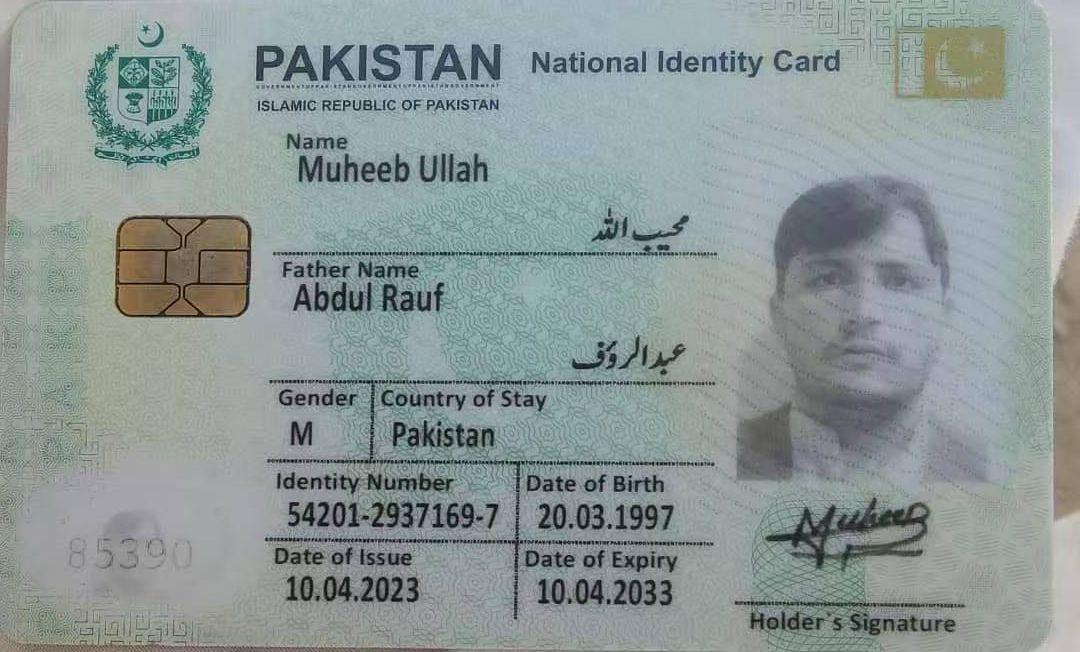 PAKISTAN National Identity Card
ISLAMIC REPUBLIC OF PAKISTAN
Name
Muheeb Ullah
محیب اللہ
Father Name
Abdul Rauf
عبدالرؤف
Gender Country of Stay
M Pakistan
Identity Number Date of Birth
54201-2937169-7 20.03.1997
Date of Issue Date of Expiry
10.04.2023 10.04.2033
85390
Muheeb
Holder`s Signature